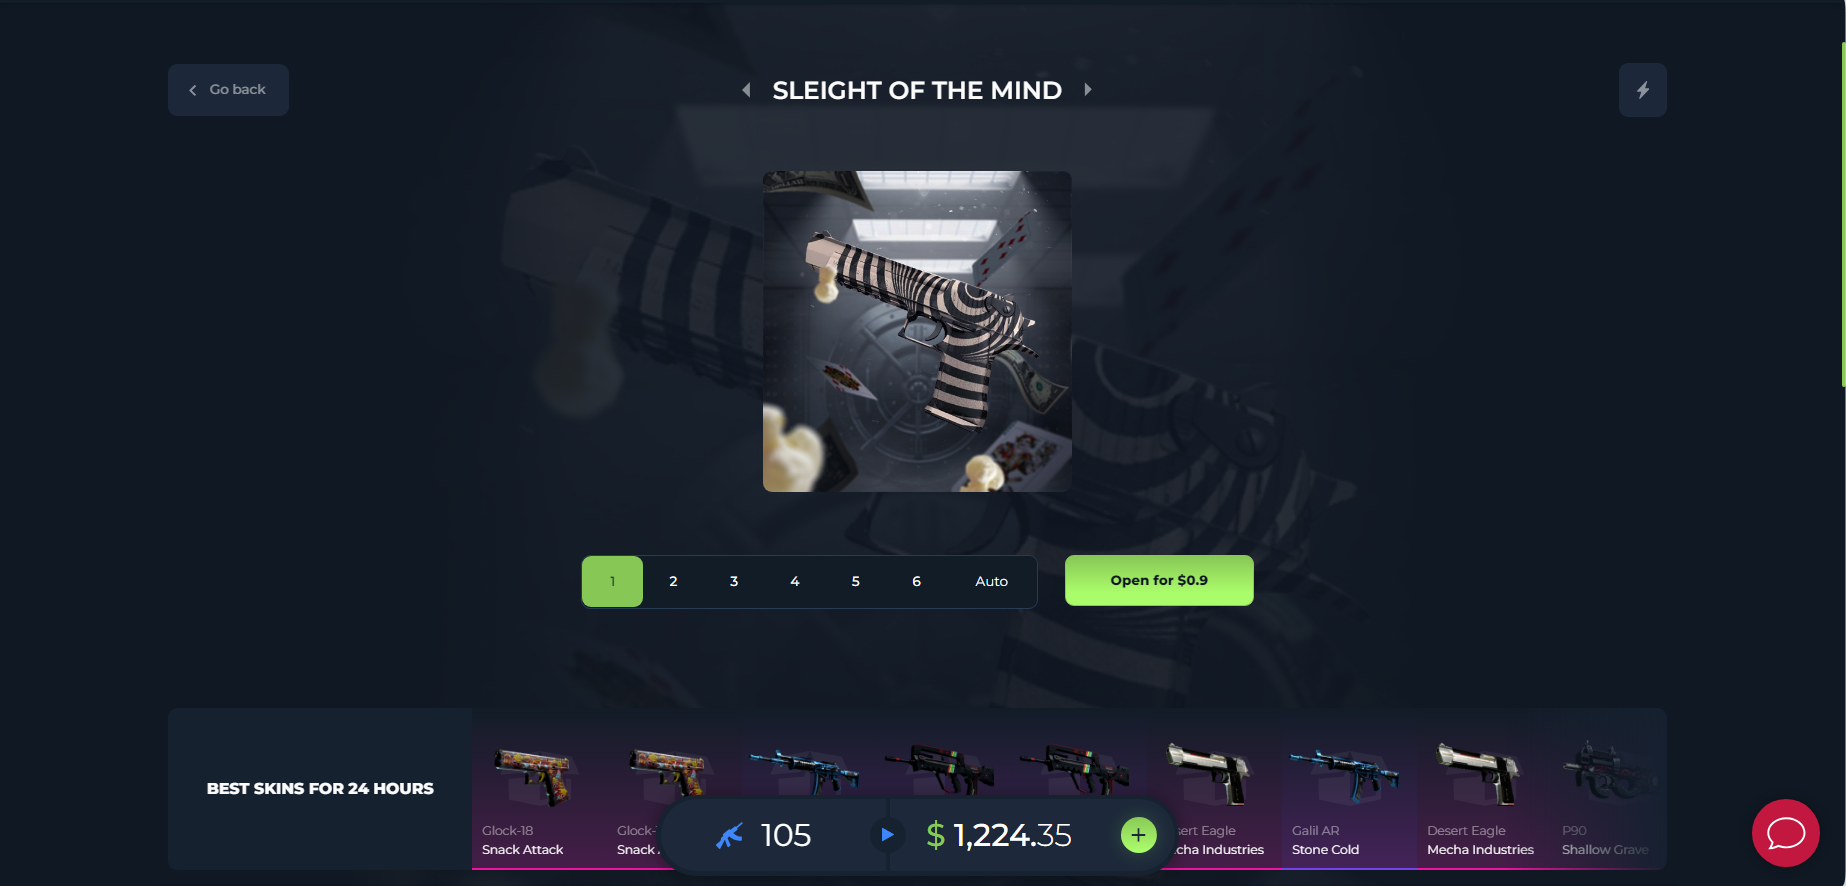 Go back
SLEIGHT OF THE MIND
1 2 3 4 5 6 Auto
Open for $0.9
BEST SKINS FOR 24 HOURS
Glock-18
Snack Attack
Glock-
Snack
sert Eagle
cha Industries
Galil AR
Stone Cold
Desert Eagle
Mecha Industries
P90
Shallow Grave
105
$ 1,224.35